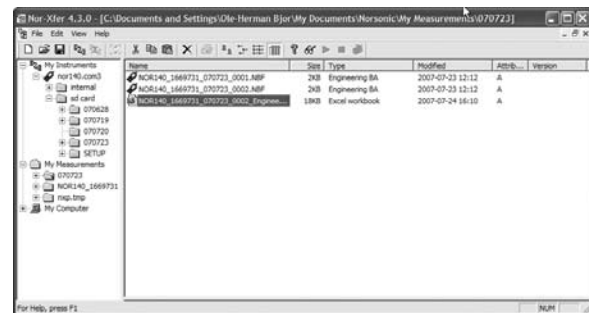 Nor-Xfer 4.3.0 - [C:\Documents and Settings\Ole-Herman Bjor\My Documents\Norsonic\My Measurements\070723]
File Edit View Help
My Instruments
nor140.com3
internal
sd card
070628
070719
070720
070723
SETUP
My Measurements
070723
NOR140_1669731
nxp.tmp
My Computer
Name Size Type Modified Attrib... Version
NOR140_1669731_070723_0001.NBF 2KB Engineering BA 2007-07-23 12:12 A
NOR140_1669731_070723_0002.NBF 2KB Engineering BA 2007-07-23 12:12 A
NOR140_1669731_070723_0002_Enginee... 18KB Excel workbook 2007-07-24 16:10 A
For Help, press F1 NUM